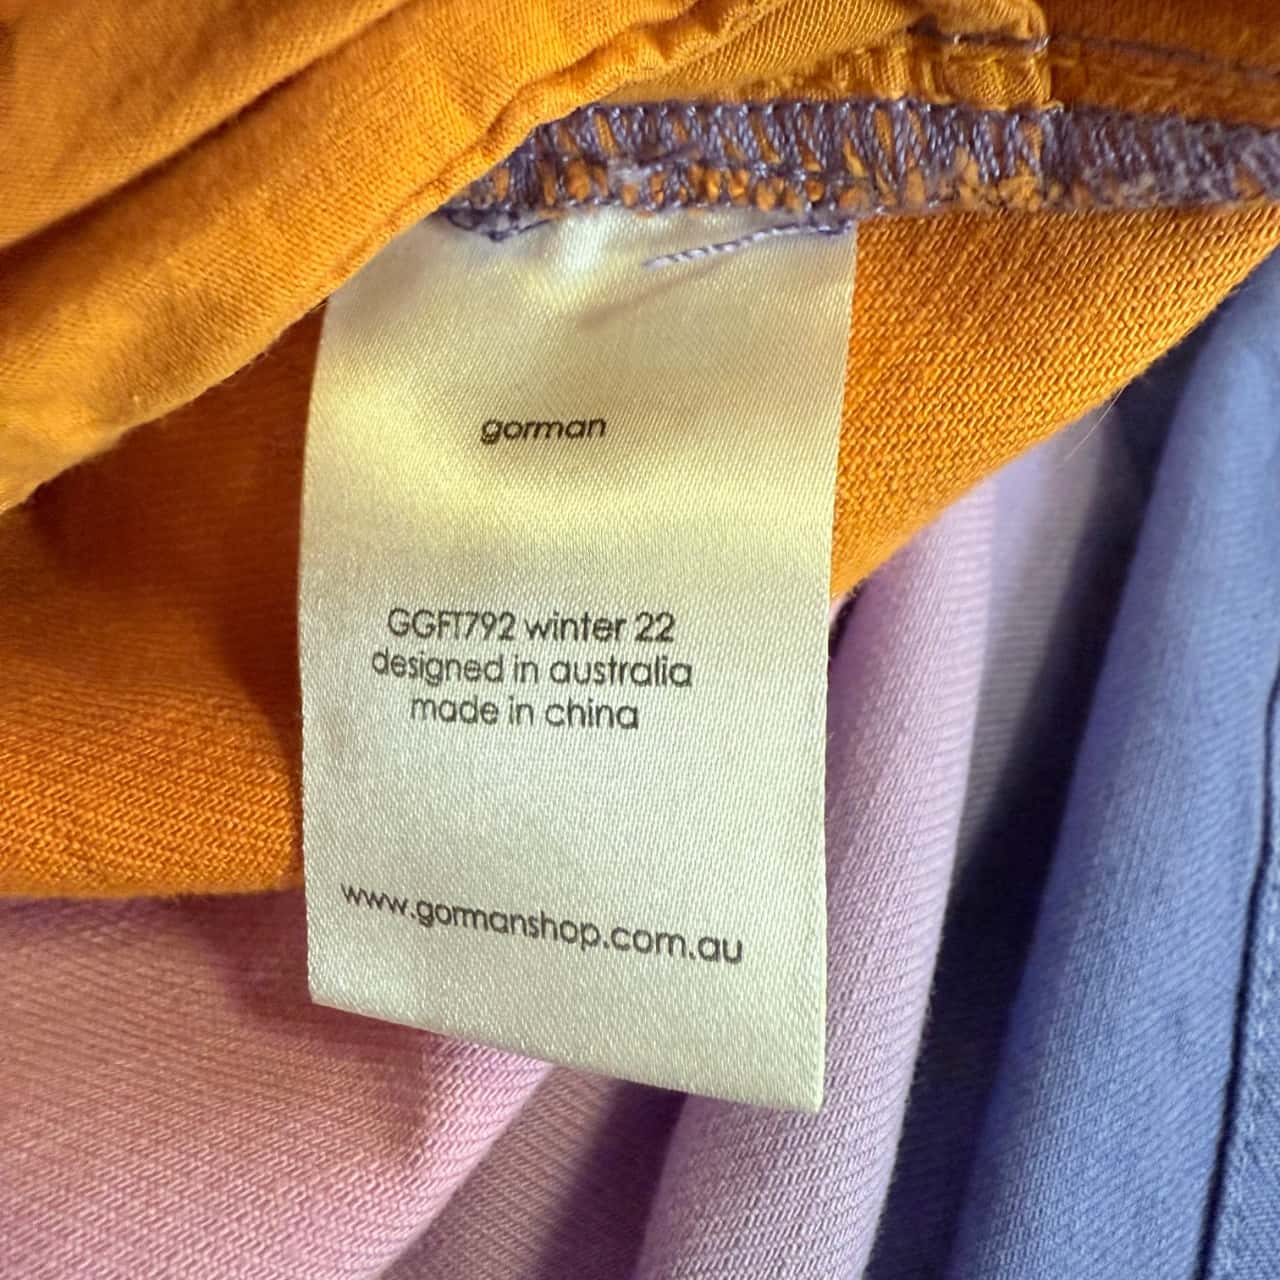 gorman
GGFT792 winter 22
designed in australia
made in china
www.gormanshop.com.au